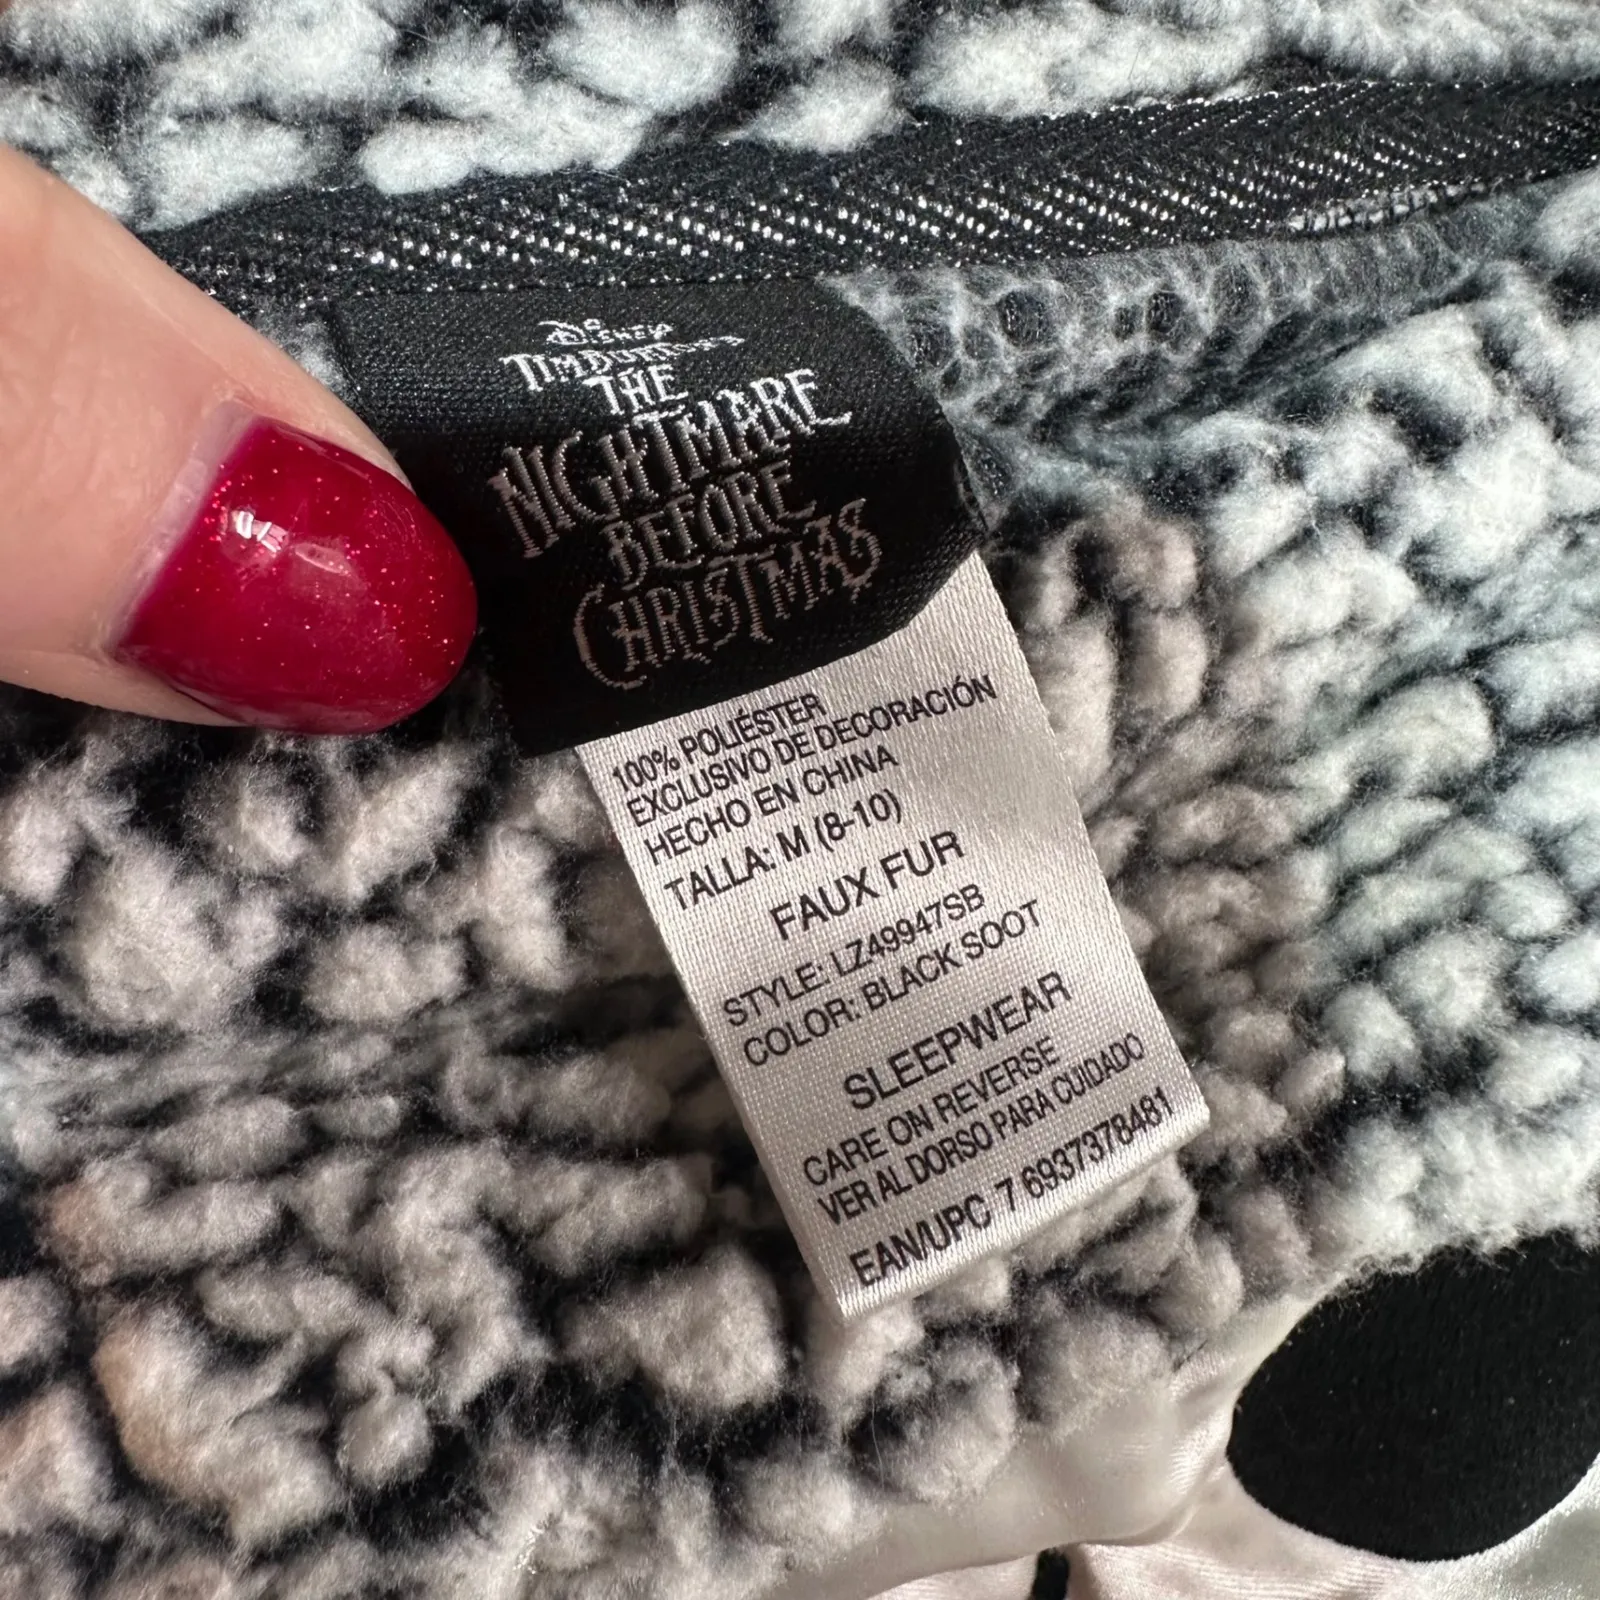 DISNEY
TIM BURTON'S
THE
NIGHTMARE
BEFORE
CHRISTMAS
100% POLIÉSTER
EXCLUSIVO DE DECORACIÓN
HECHO EN CHINA
TALLA: M (8-10)
FAUX FUR
STYLE: LZ49947SB
COLOR: BLACK SOOT
SLEEPWEAR
CARE ON REVERSE
VER AL DORSO PARA CUIDADO
EAN/UPC 7 6937378481